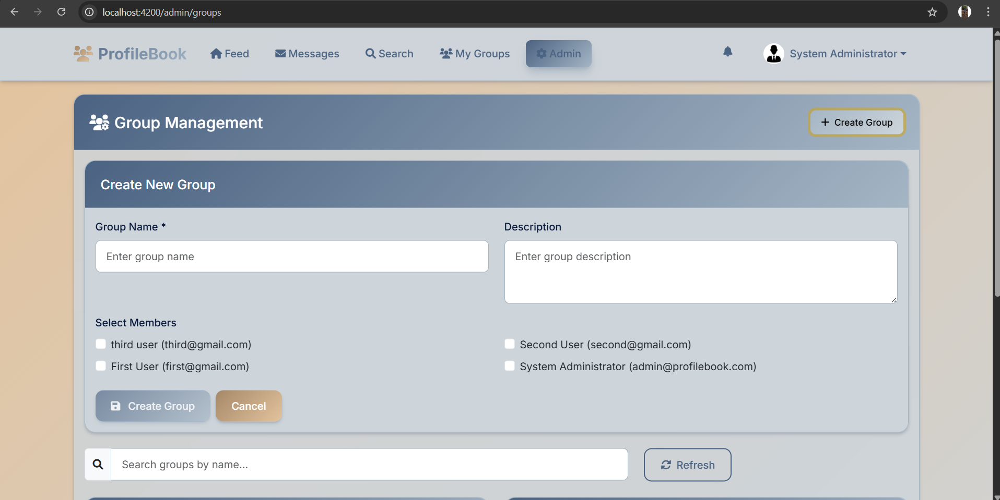 localhost:4200/admin/groups
ProfileBook Feed Messages Search My Groups Admin System Administrator
Group Management
Create Group
Create New Group
Group Name * Description
Enter group name Enter group description
Select Members
third user (third@gmail.com) Second User (second@gmail.com)
First User (first@gmail.com) System Administrator (admin@profilebook.com)
Create Group Cancel
Search groups by name... Refresh